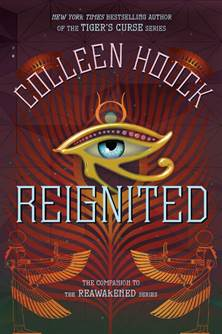 NEW YORK TIMES BESTSELLING AUTHOR
OF THE TIGER'S CURSE SERIES
COLLEEN HOUCK
REIGNITED
THE COMPANION TO
THE REAWAKENED SERIES